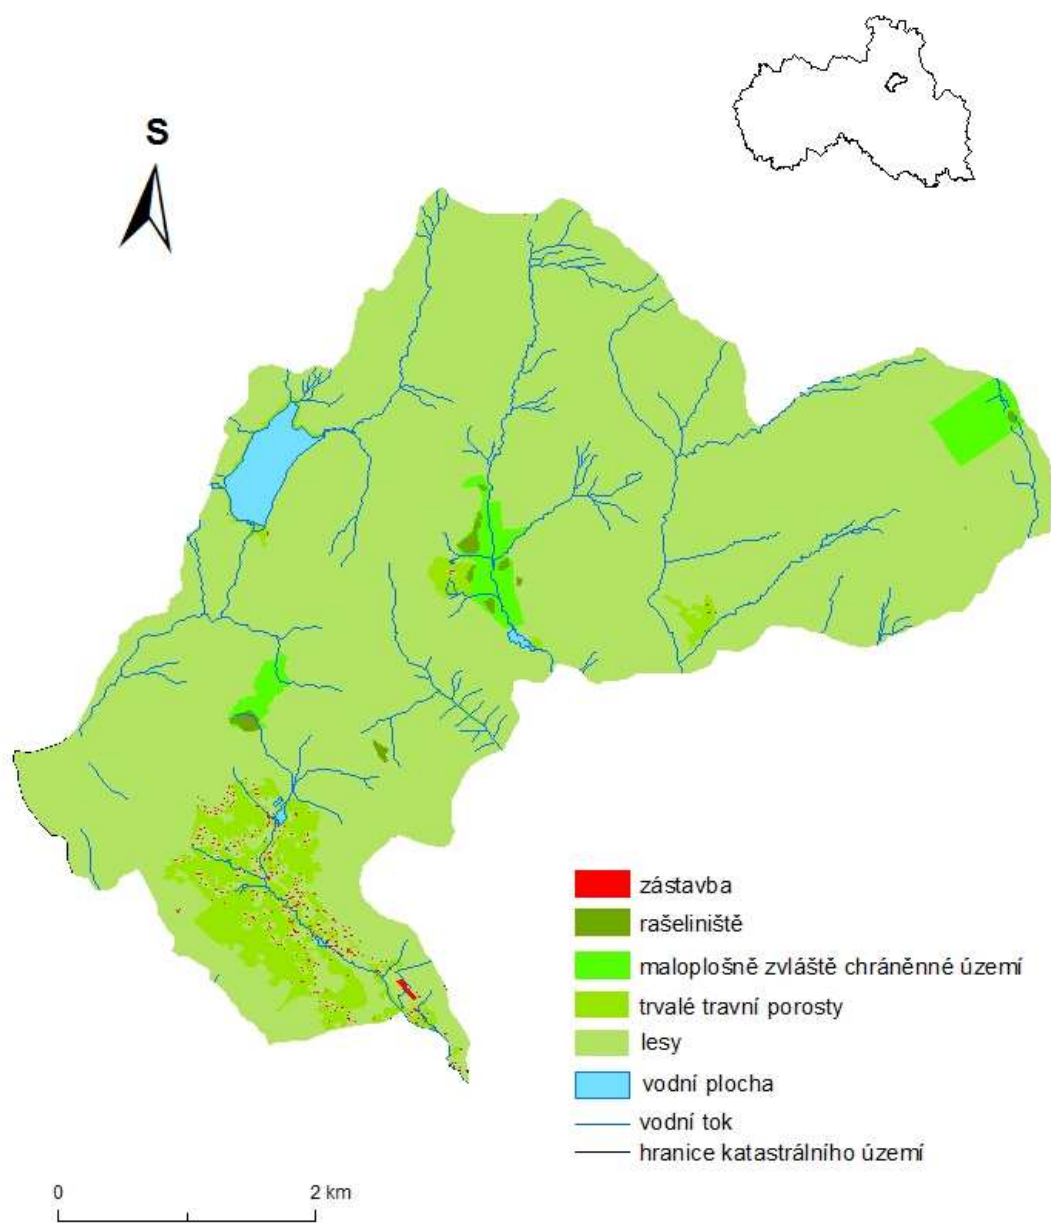 S
zástavba
rašeliniště
maloplošně zvláště chráněnné území
trvalé travní porosty
lesy
vodní plocha
vodní tok
hranice katastrálního území
0
2 km